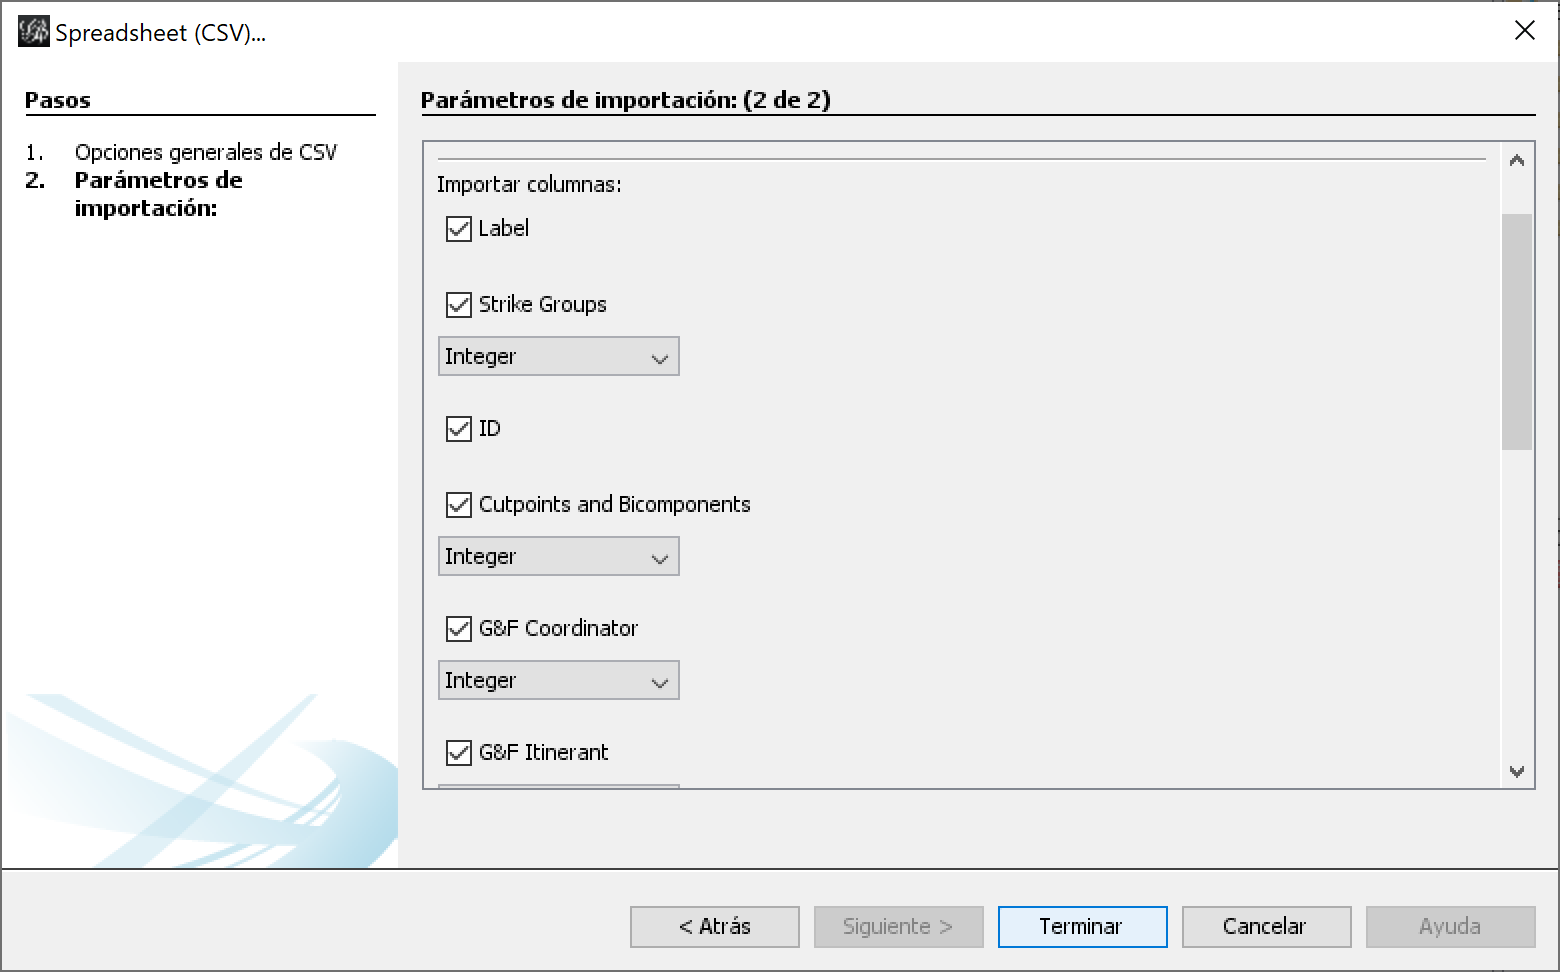 Spreadsheet (CSV)...
Pasos
1. Opciones generales de CSV
2. Parámetros de
importación:
Parámetros de importación: (2 de 2)
Importar columnas:
Label
Strike Groups
Integer
ID
Cutpoints and Bicomponents
Integer
G&F Coordinator
Integer
G&F Itinerant
< Atrás
Siguiente >
Terminar
Cancelar
Ayuda